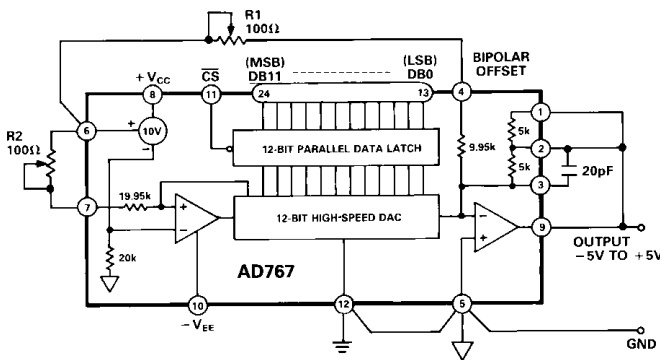 R1
100Ω
(MSB)
DB11
(LSB)
DB0
BIPOLAR
OFFSET
+VCC
CS
8
11
24
13
4
1
5k
2
5k
3
20pF
6
+
10V
−
9.95k
12-BIT PARALLEL DATA LATCH
R2
100Ω
7
19.95k
+
−
12-BIT HIGH-SPEED DAC
−
+
9
OUTPUT
−5V TO +5V
20k
AD767
10
12
5
−VEE
GND